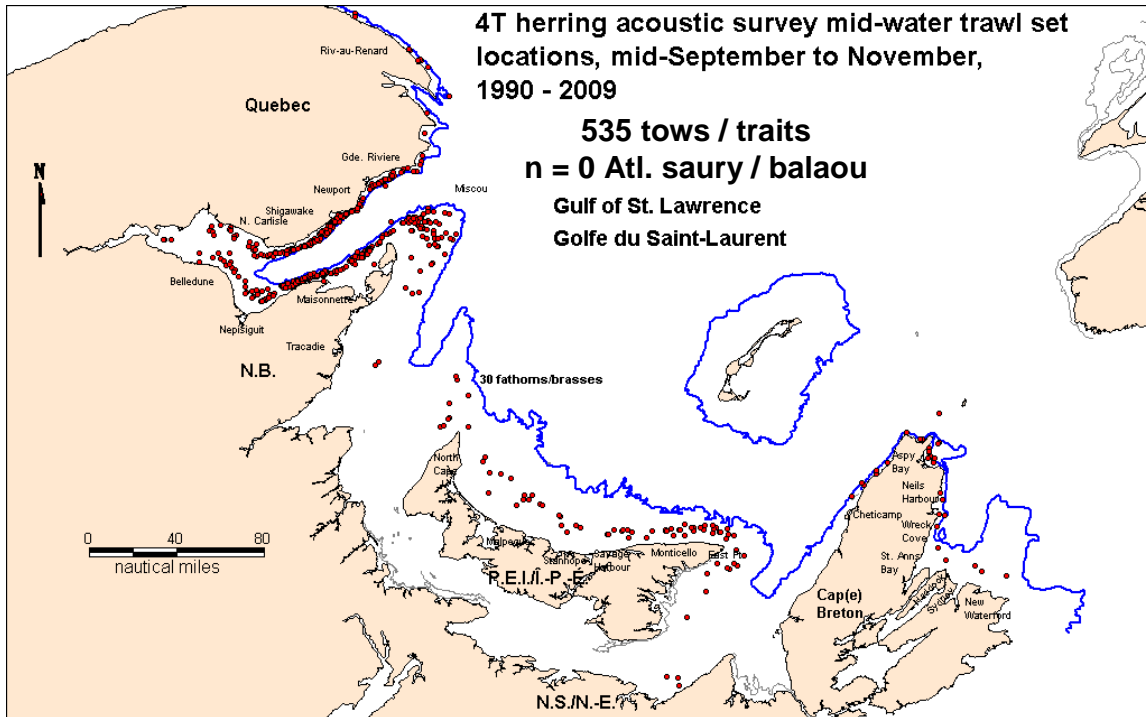 4T herring acoustic survey mid-water trawl set
locations, mid-September to November,
1990 - 2009
535 tows / traits
n = 0 Atl. saury / balaou
Gulf of St. Lawrence
Golfe du Saint-Laurent
Riv-au-Renard
Quebec
Gde. Riviere
N
Newport
Miscou
Shigawake
N. Carlisle
Belledune
Maisonnette
Nepisiguit
Tracadie
N.B.
30 fathoms/brasses
North
Cape
Aspy
Bay
Neils
Harbour
Cheticamp
Wreck
Cove
0 40 80
nautical miles
Malpeque
Stanhope
Savage
Harbour
Monticello
East Pt
St. Anns
Bay
P.E.I./Î.-P.-É.
Cap(e)
Breton
Sydney
New
Waterford
N.S./N.-E.